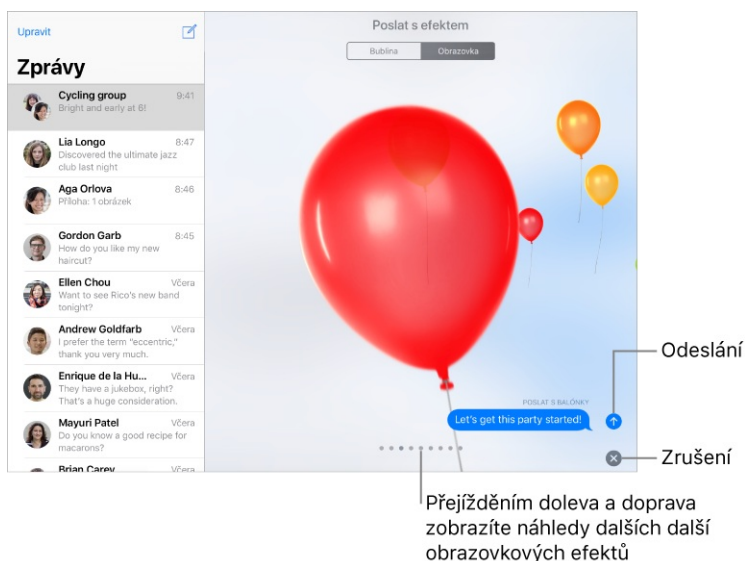 Upravit
Zprávy
Cycling group 9:41
Bright and early at 6!
Lia Longo 8:47
Discovered the ultimate jazz
club last night
Aga Orlova 8:46
Příloha: 1 obrázek
Gordon Garb 8:45
How do you like my new
haircut?
Ellen Chou Včera
Want to see Rico's new band
tonight?
Andrew Goldfarb Včera
I prefer the term "eccentric,"
thank you very much.
Enrique de la Hu... Včera
They have a jukebox, right?
That's a huge consideration.
Mayuri Patel Včera
Do you know a good recipe for
macarons?
Brian Carey Včera
Poslat s efektem
Bublina Obrazovka
POSLAT S BALÓNKY
Let's get this party started!
Odeslání
Zrušení
Přejížděním doleva a doprava
zobrazíte náhledy dalších další
obrazovkových efektů